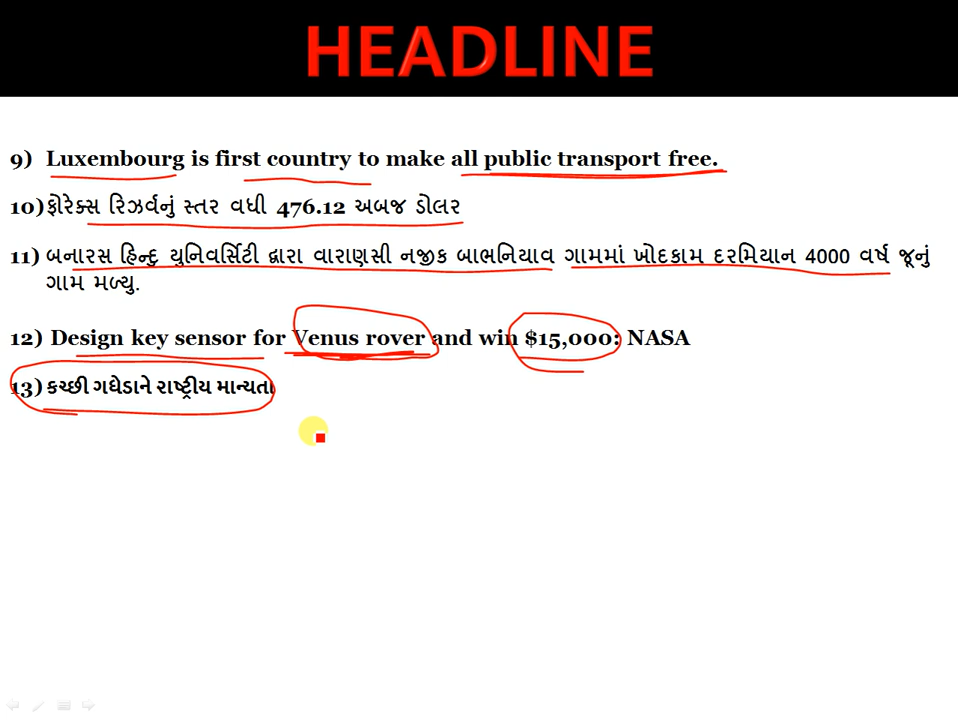 HEADLINE
9) Luxembourg is first country to make all public transport free.
10) ફોરેક્સ રિઝર્વનું સ્તર વધી 476.12 અબજ ડોલર
11) બનારસ હિન્દુ યુનિવર્સિટી દ્વારા વારાણસી નજીક બાભનિયાવ ગામમાં ખોદકામ દરમિયાન 4000 વર્ષ જૂનું
ગામ મળ્યુ.
12) Design key sensor for Venus rover and win $15,000: NASA
13) કચ્છી ગધેડાને રાષ્ટ્રીય માન્યતા